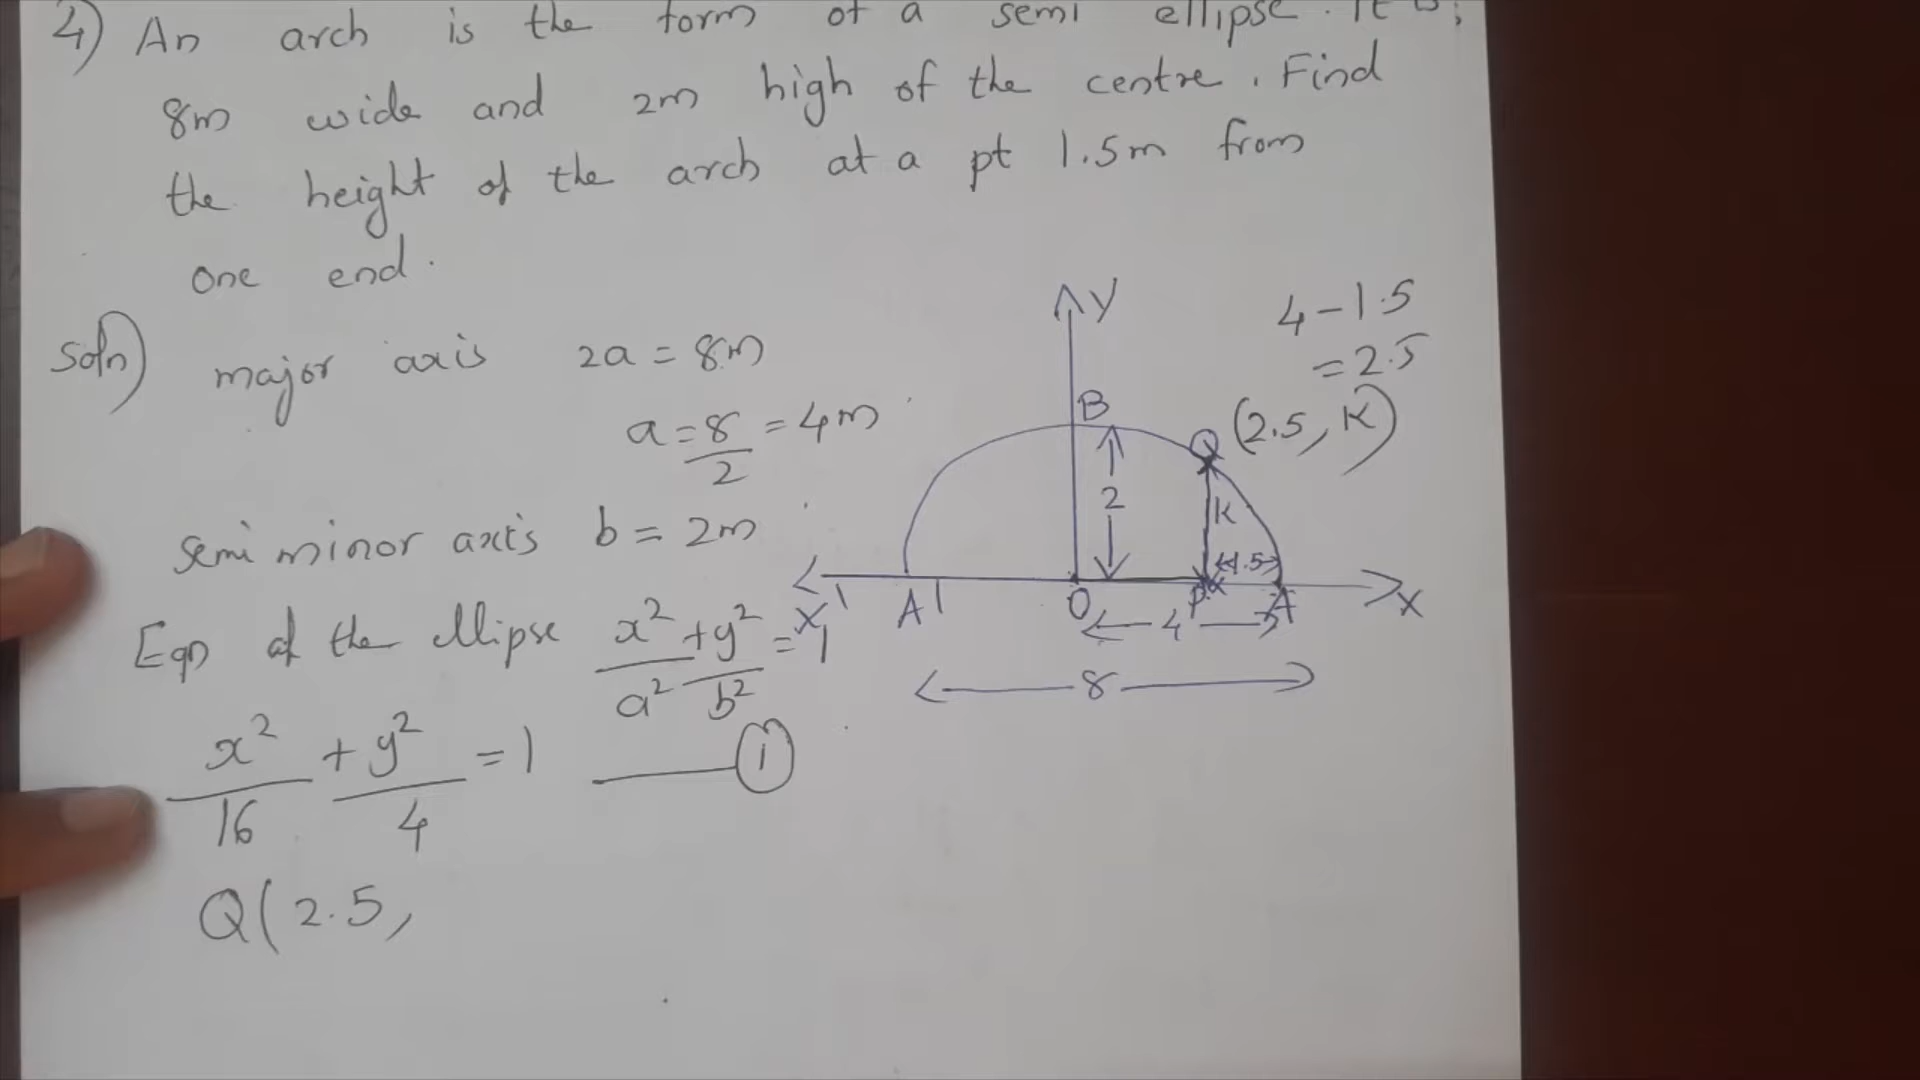 4) An arch is the form of a semi ellipse. It is
8m wide and 2m high of the centre. Find
the height of the arch at a pt 1.5m from
one end.
Soln) major axis 2a = 8m
a = 8/2 = 4m
semi minor axis b = 2m
Eqn of the ellipse x²/a² + y²/b² = 1
x²/16 + y²/4 = 1 ①
Q(2.5,
4 - 1.5
= 2.5
Y
B
Q (2.5, K)
2
K
1.5
X'
A'
O
P
A
X
4
8